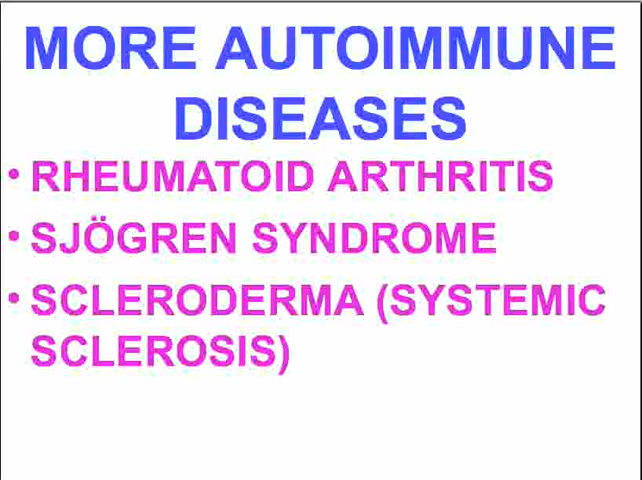 MORE AUTOIMMUNE
DISEASES
• RHEUMATOID ARTHRITIS
• SJÖGREN SYNDROME
• SCLERODERMA (SYSTEMIC
SCLEROSIS)